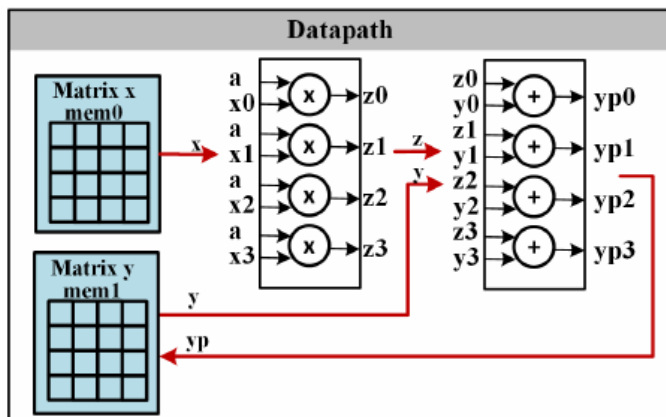 Datapath
Matrix x
mem0
x
a
x0
x
z0
a
x1
x
z1
a
x2
x
z2
a
x3
x
z3
z
y
z0
y0
+
yp0
z1
y1
+
yp1
z2
y2
+
yp2
z3
y3
+
yp3
Matrix y
mem1
y
yp